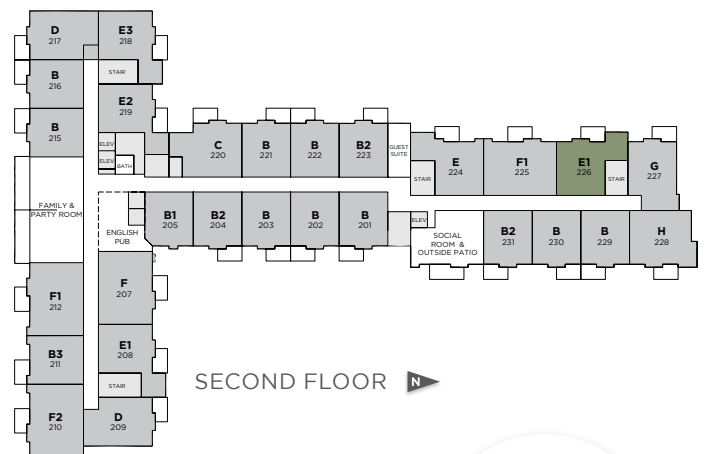 D
217
E3
218
STAIR
B
216
E2
219
B
215
ELEV
ELEV
BATH
C
220
B
221
B
222
B2
223
GUEST
SUITE
E
224
STAIR
F1
225
E1
226
STAIR
G
227
FAMILY &
PARTY ROOM
ENGLISH
PUB
B1
205
B2
204
B
203
B
202
B
201
ELEV
SOCIAL
ROOM &
OUTSIDE PATIO
B2
231
B
230
B
229
H
228
F
207
F1
212
E1
208
B3
211
STAIR
F2
210
D
209
SECOND FLOOR
N